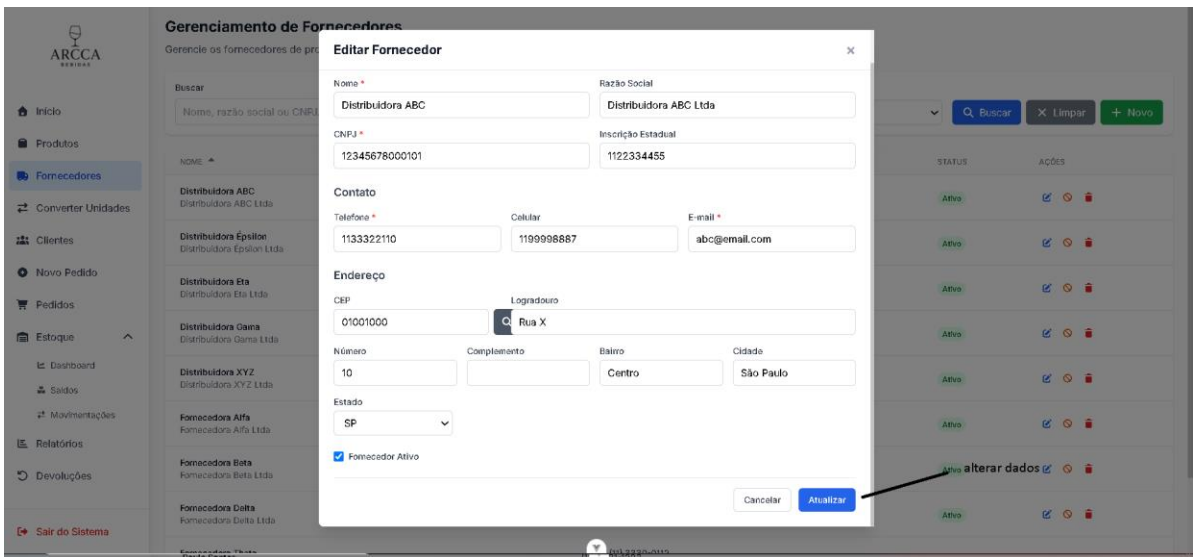 ARCCA
BEBIDAS
Início
Produtos
Fornecedores
Converter Unidades
Clientes
Novo Pedido
Pedidos
Estoque
Dashboard
Saldos
Movimentações
Relatórios
Devoluções
Sair do Sistema
Gerenciamento de Fornecedores
Gerencie os fornecedores de pro
Buscar
Nome, razão social ou CNPJ
Buscar
Limpar
+ Novo
NOME
STATUS
AÇÕES
Distribuidora ABC
Distribuidora ABC Ltda
Ativo
Distribuidora Épsilon
Distribuidora Épsilon Ltda
Ativo
Distribuidora Eta
Distribuidora Eta Ltda
Ativo
Distribuidora Gama
Distribuidora Gama Ltda
Ativo
Distribuidora XYZ
Distribuidora XYZ Ltda
Ativo
Fornecedora Alfa
Fornecedora Alfa Ltda
Ativo
Fornecedora Beta
Fornecedora Beta Ltda
Ativo
alterar dados
Fornecedora Delta
Fornecedora Delta Ltda
Ativo
Fornecedora Theta
Editar Fornecedor
Nome *
Razão Social
Distribuidora ABC
Distribuidora ABC Ltda
CNPJ *
Inscrição Estadual
12345678000101
1122334455
Contato
Telefone *
Celular
E-mail *
1133322110
1199998887
abc@email.com
Endereço
CEP
Logradouro
01001000
Rua X
Número
Complemento
Bairro
Cidade
10
Centro
São Paulo
Estado
SP
Fornecedor Ativo
Cancelar
Atualizar